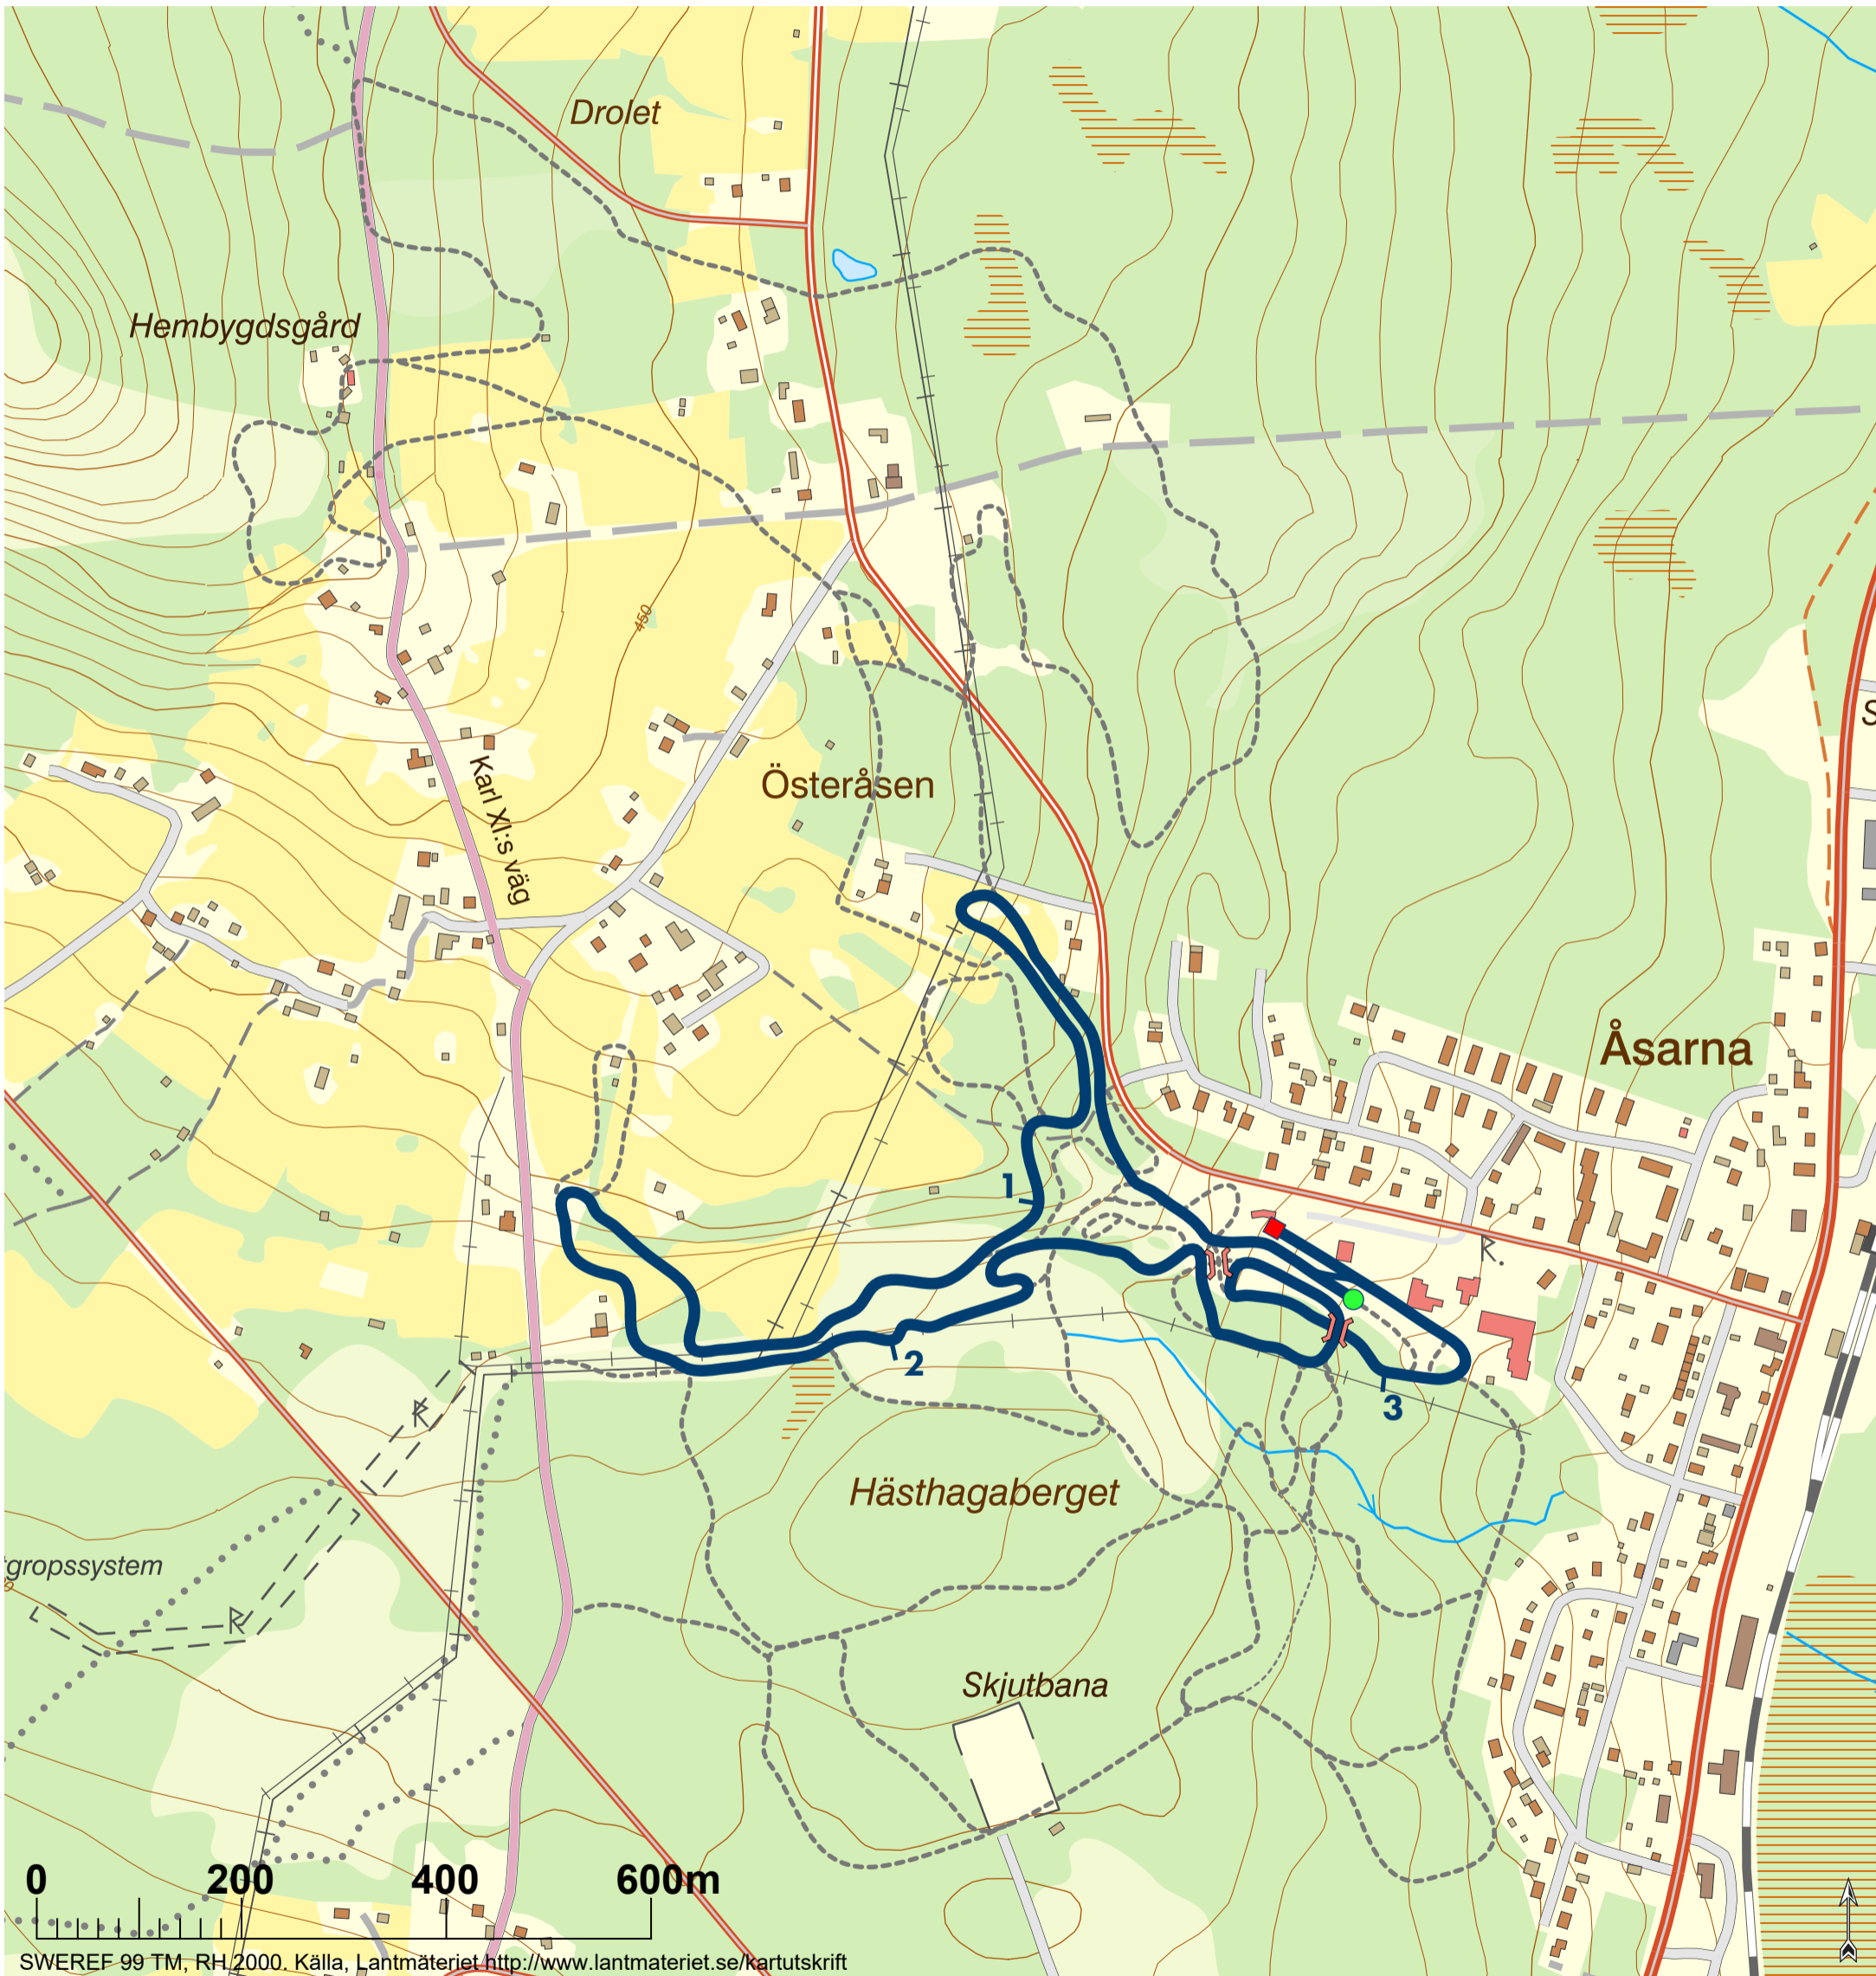 Drolet
Hembygdsgård
450
Karl XI:s väg
Österåsen
S
Åsarna
1
R.
2
3
R
Hästhagaberget
tgropssystem
R
Skjutbana
0 200 400 600m
SWEREF 99 TM, RH 2000. Källa, Lantmäteriet http://www.lantmateriet.se/kartutskrift